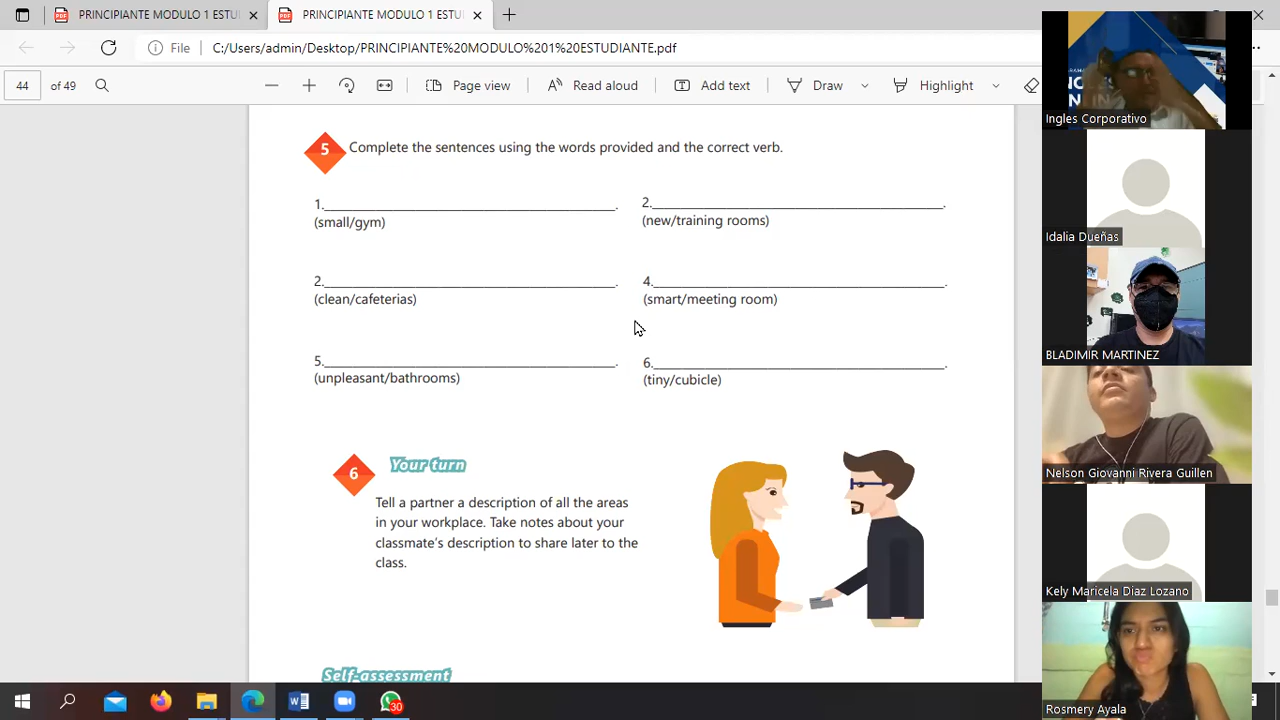 PRINCIPIANTE MODULO 1 ESTUDIAN
PRINCIPIANTE MODULO 1 ESTUDIAN
File
C:/Users/admin/Desktop/PRINCIPIANTE%20MODULO%201%20ESTUDIANTE.pdf
44 of 49
Page view
Read aloud
Add text
Draw
Highlight
5 Complete the sentences using the words provided and the correct verb.
1.
(small/gym)
2.
(new/training rooms)
2.
(clean/cafeterias)
4.
(smart/meeting room)
5.
(unpleasant/bathrooms)
6.
(tiny/cubicle)
6 Your turn
Tell a partner a description of all the areas
in your workplace. Take notes about your
classmate's description to share later to the
class.
Self-assessment
30
Ingles Corporativo
Idalia Dueñas
BLADIMIR MARTINEZ
Nelson Giovanni Rivera Guillen
Kely Maricela Diaz Lozano
Rosmery Ayala